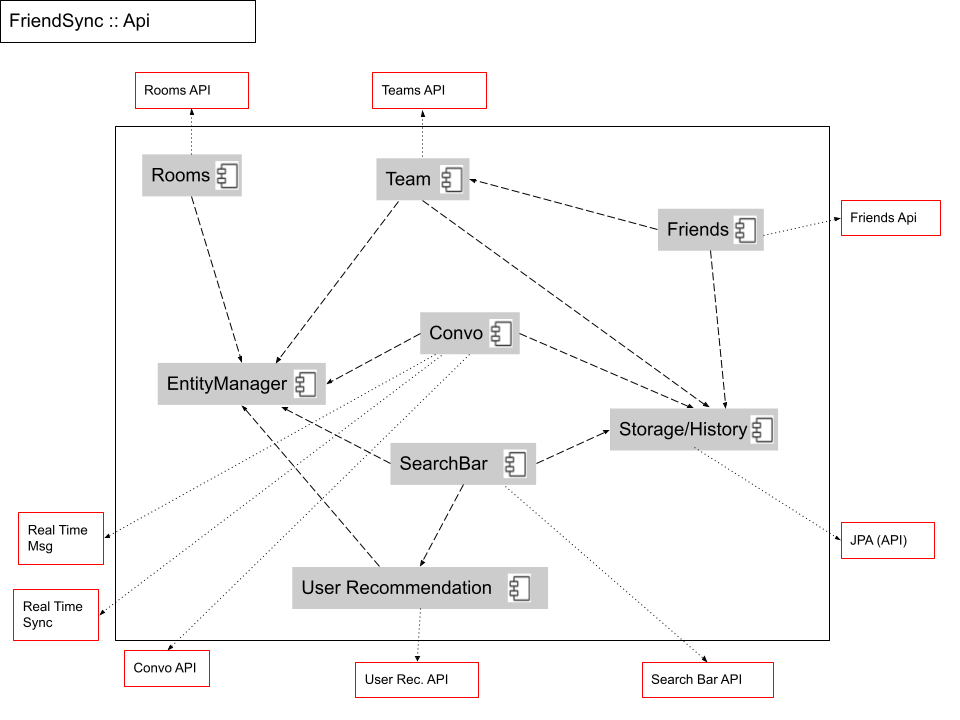 FriendSync :: Api
Rooms API
Teams API
Rooms
Team
Friends
Friends Api
Convo
EntityManager
Storage/History
SearchBar
Real Time
Msg
JPA (API)
User Recommendation
Real Time
Sync
Convo API
User Rec. API
Search Bar API